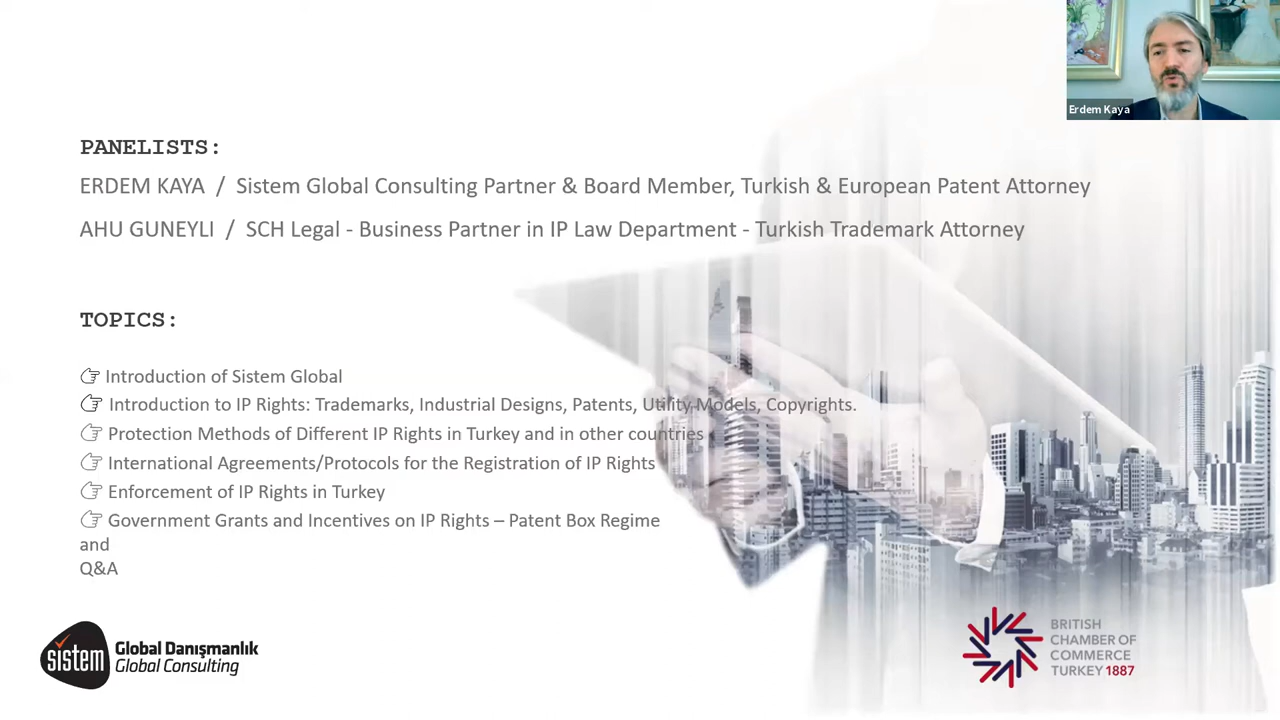 Erdem Kaya
PANELISTS:
ERDEM KAYA / Sistem Global Consulting Partner & Board Member, Turkish & European Patent Attorney
AHU GUNEYLI / SCH Legal - Business Partner in IP Law Department - Turkish Trademark Attorney
TOPICS:
Introduction of Sistem Global
Introduction to IP Rights: Trademarks, Industrial Designs, Patents, Utility Models, Copyrights.
Protection Methods of Different IP Rights in Turkey and in other countries
International Agreements/Protocols for the Registration of IP Rights
Enforcement of IP Rights in Turkey
Government Grants and Incentives on IP Rights – Patent Box Regime
and
Q&A
sistem
Global Danışmanlık
Global Consulting
BRITISH
CHAMBER OF
COMMERCE
TURKEY 1887